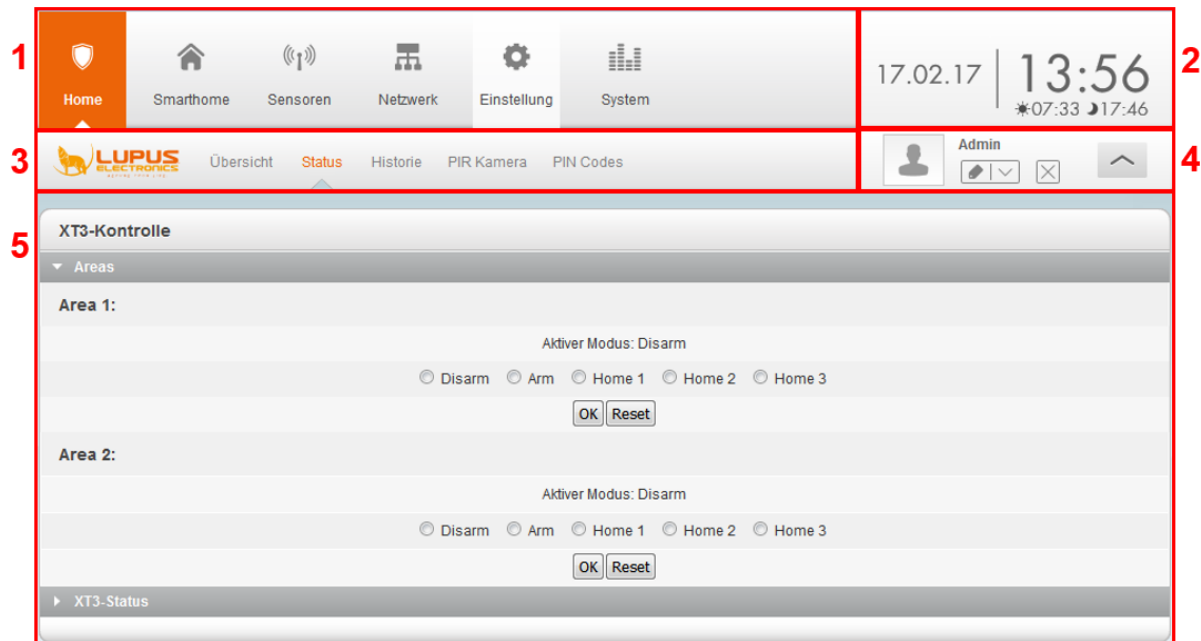 1
Home
Smarthome
Sensoren
Netzwerk
Einstellung
System
17.02.17
13:56
07:33 17:46
2
3
LUPUS
ELECTRONICS
Übersicht
Status
Historie
PIR Kamera
PIN Codes
Admin
4
5
XT3-Kontrolle
Areas
Area 1:
Aktiver Modus: Disarm
Disarm Arm Home 1 Home 2 Home 3
OK Reset
Area 2:
Aktiver Modus: Disarm
Disarm Arm Home 1 Home 2 Home 3
OK Reset
XT3-Status